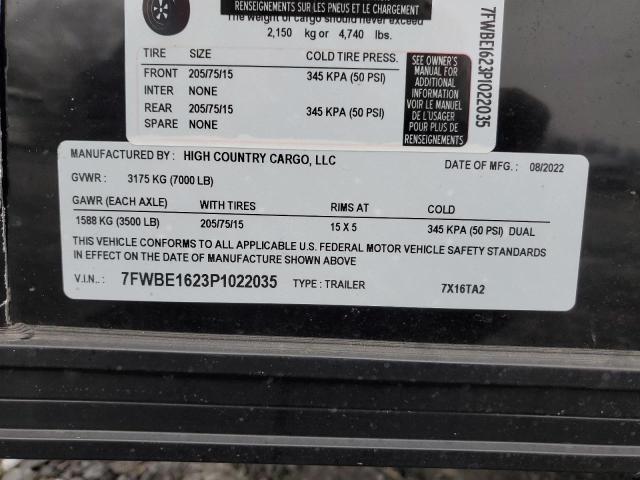 RENSEIGNEMENTS SUR LES PNEUS ET LE CHARGEMENT
The weight of cargo should never exceed
2,150 kg or 4,740 lbs.
TIRE SIZE COLD TIRE PRESS.
FRONT 205/75/15 345 KPA (50 PSI)
INTER NONE
REAR 205/75/15 345 KPA (50 PSI)
SPARE NONE
SEE OWNER'S
MANUAL FOR
ADDITIONAL
INFORMATION
VOIR LE MANUEL
DE L'USAGER
POUR PLUS DE
RENSEIGNEMENTS
7FWBE1623P1022035
MANUFACTURED BY: HIGH COUNTRY CARGO, LLC DATE OF MFG.: 08/2022
GVWR: 3175 KG (7000 LB)
GAWR (EACH AXLE) WITH TIRES RIMS AT COLD
1588 KG (3500 LB) 205/75/15 15 X 5 345 KPA (50 PSI) DUAL
THIS VEHICLE CONFORMS TO ALL APPLICABLE U.S. FEDERAL MOTOR VEHICLE SAFETY STANDARDS
IN EFFECT ON THE DATE OF MANUFACTURE SHOWN ABOVE
V.I.N..: 7FWBE1623P1022035 TYPE: TRAILER 7X16TA2